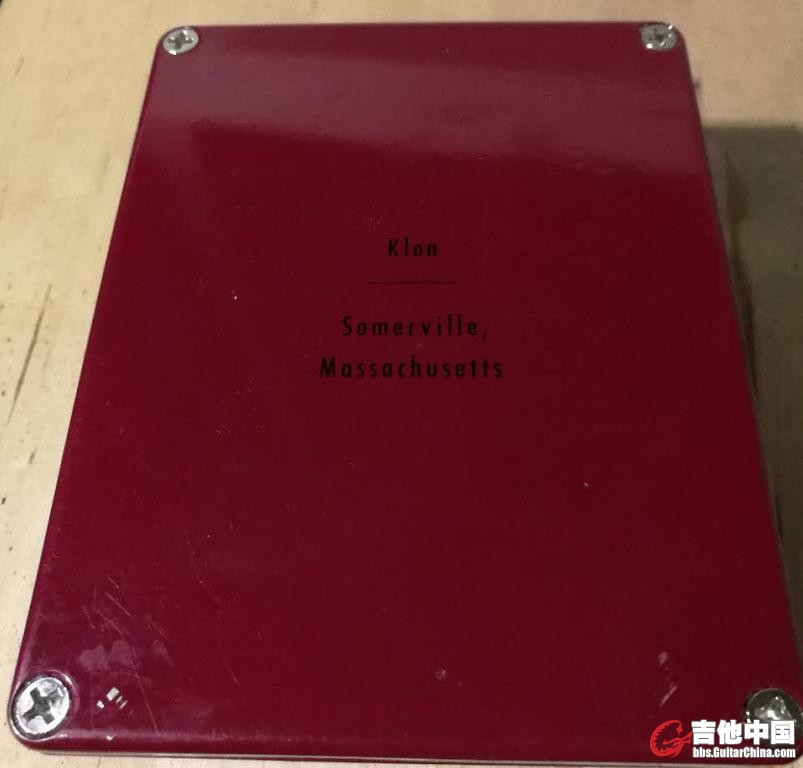 Klon
Somerville,
Massachusetts
吉他中国
bbs.GuitarChina.com